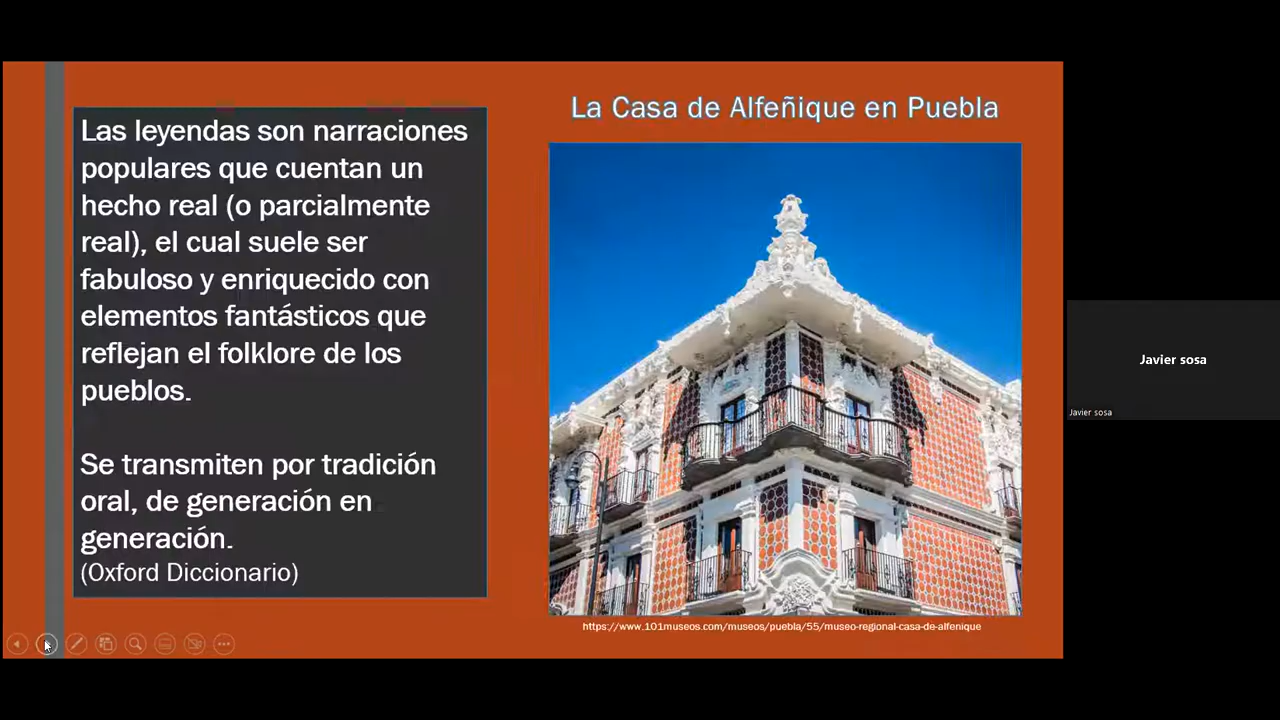 Las leyendas son narraciones
populares que cuentan un
hecho real (o parcialmente
real), el cual suele ser
fabuloso y enriquecido con
elementos fantásticos que
reflejan el folklore de los
pueblos.
Se transmiten por tradición
oral, de generación en
generación.
(Oxford Diccionario)
La Casa de Alfeñique en Puebla
https://www.101museos.com/museos/puebla/55/museo-regional-casa-de-alfenique
Javier sosa
Javier sosa